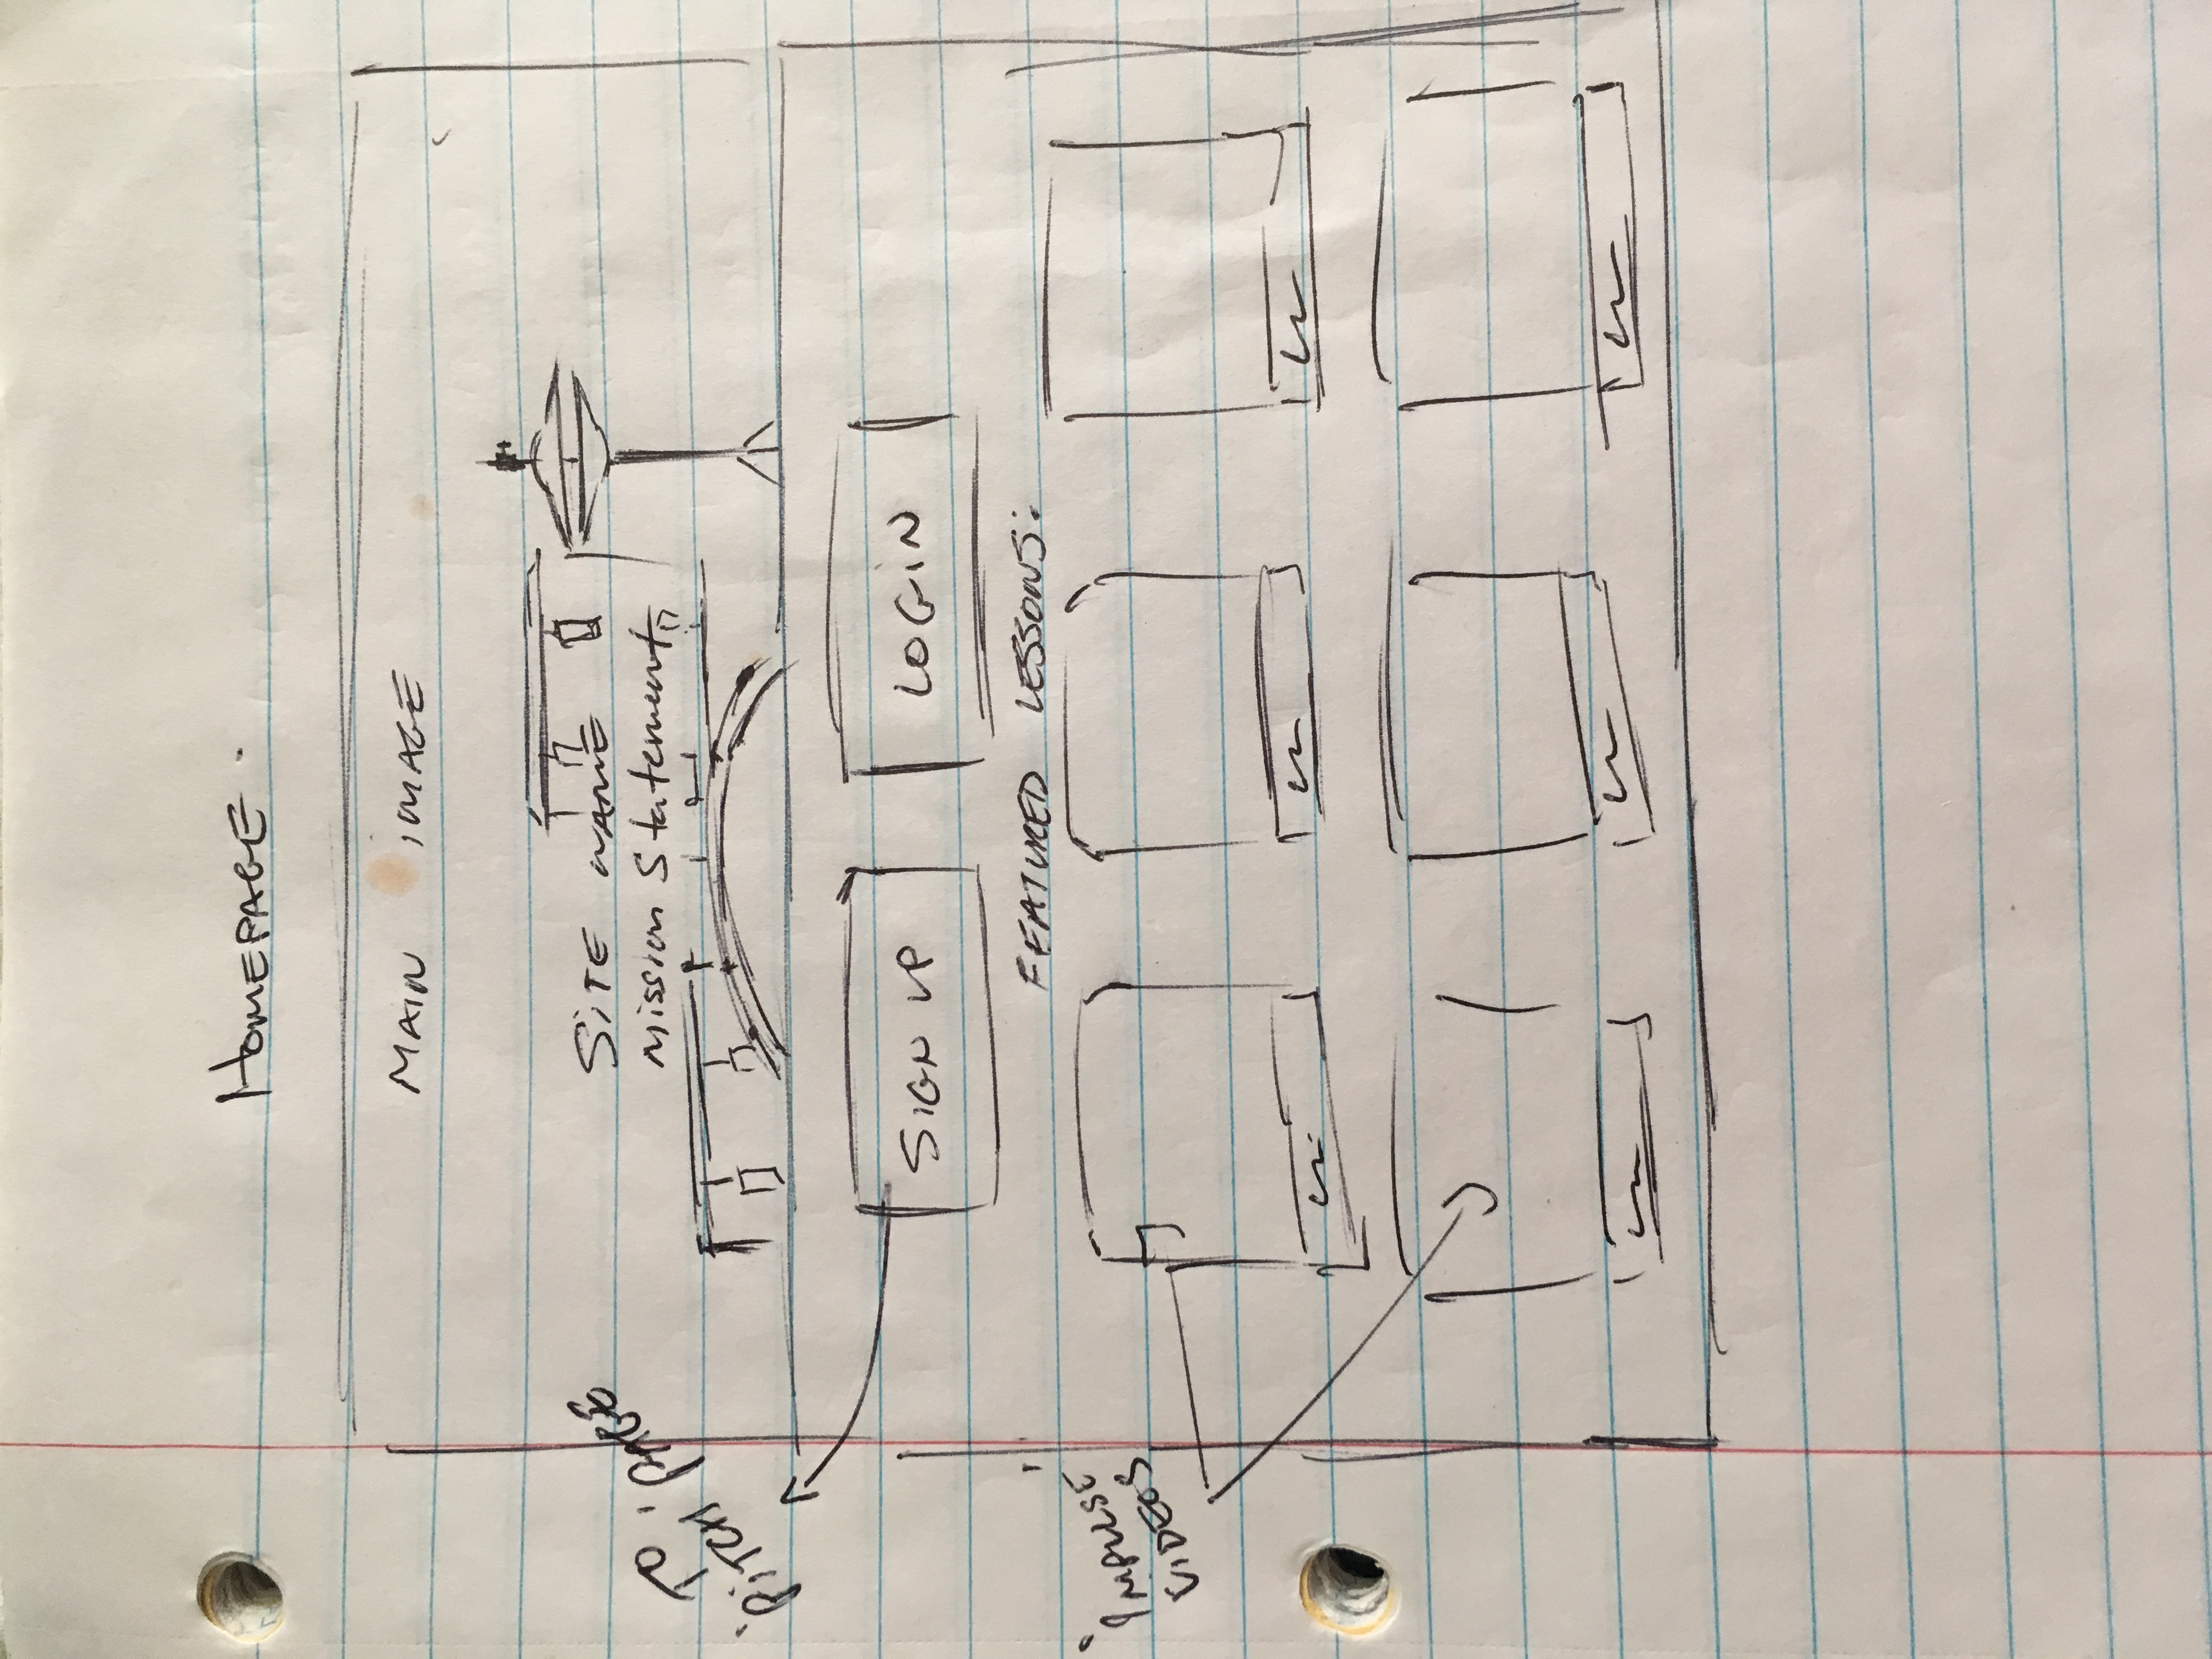 HOMEPAGE.
MAIN IMAGE
SITE NAME
Mission Statement
TO
'PITCH' PAGE
SIGN UP
LOGIN
FEATURED LESSONS:
'IMPULSE'
VIDEOS